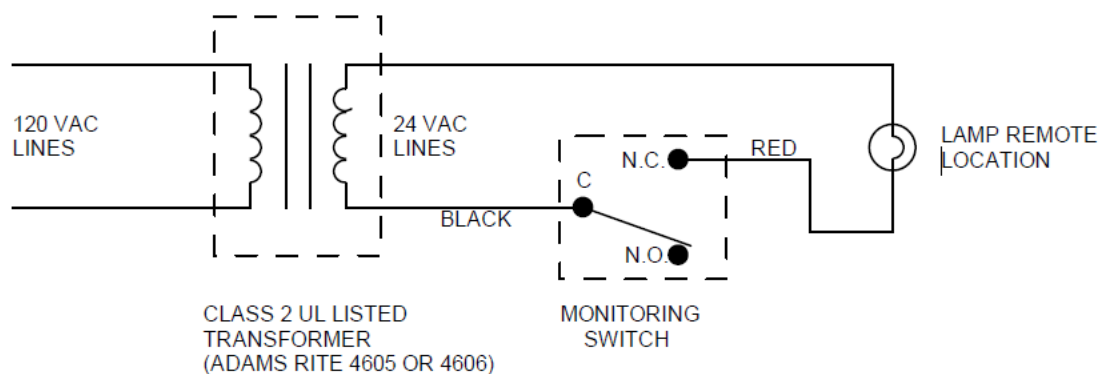 120 VAC
LINES
24 VAC
LINES
BLACK
C
N.C.
N.O.
RED
LAMP REMOTE
LOCATION
CLASS 2 UL LISTED
TRANSFORMER
(ADAMS RITE 4605 OR 4606)
MONITORING
SWITCH